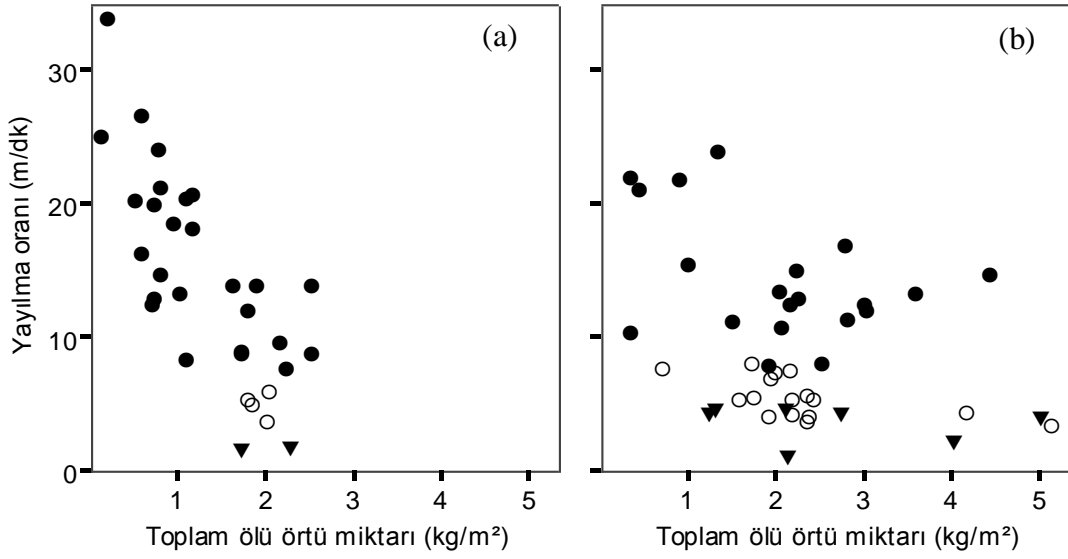 (a)
(b)
30
20
10
0
Yayılma oranı (m/dk)
1 2 3 4 5
1 2 3 4 5
Toplam ölü örtü miktarı (kg/m²)
Toplam ölü örtü miktarı (kg/m²)